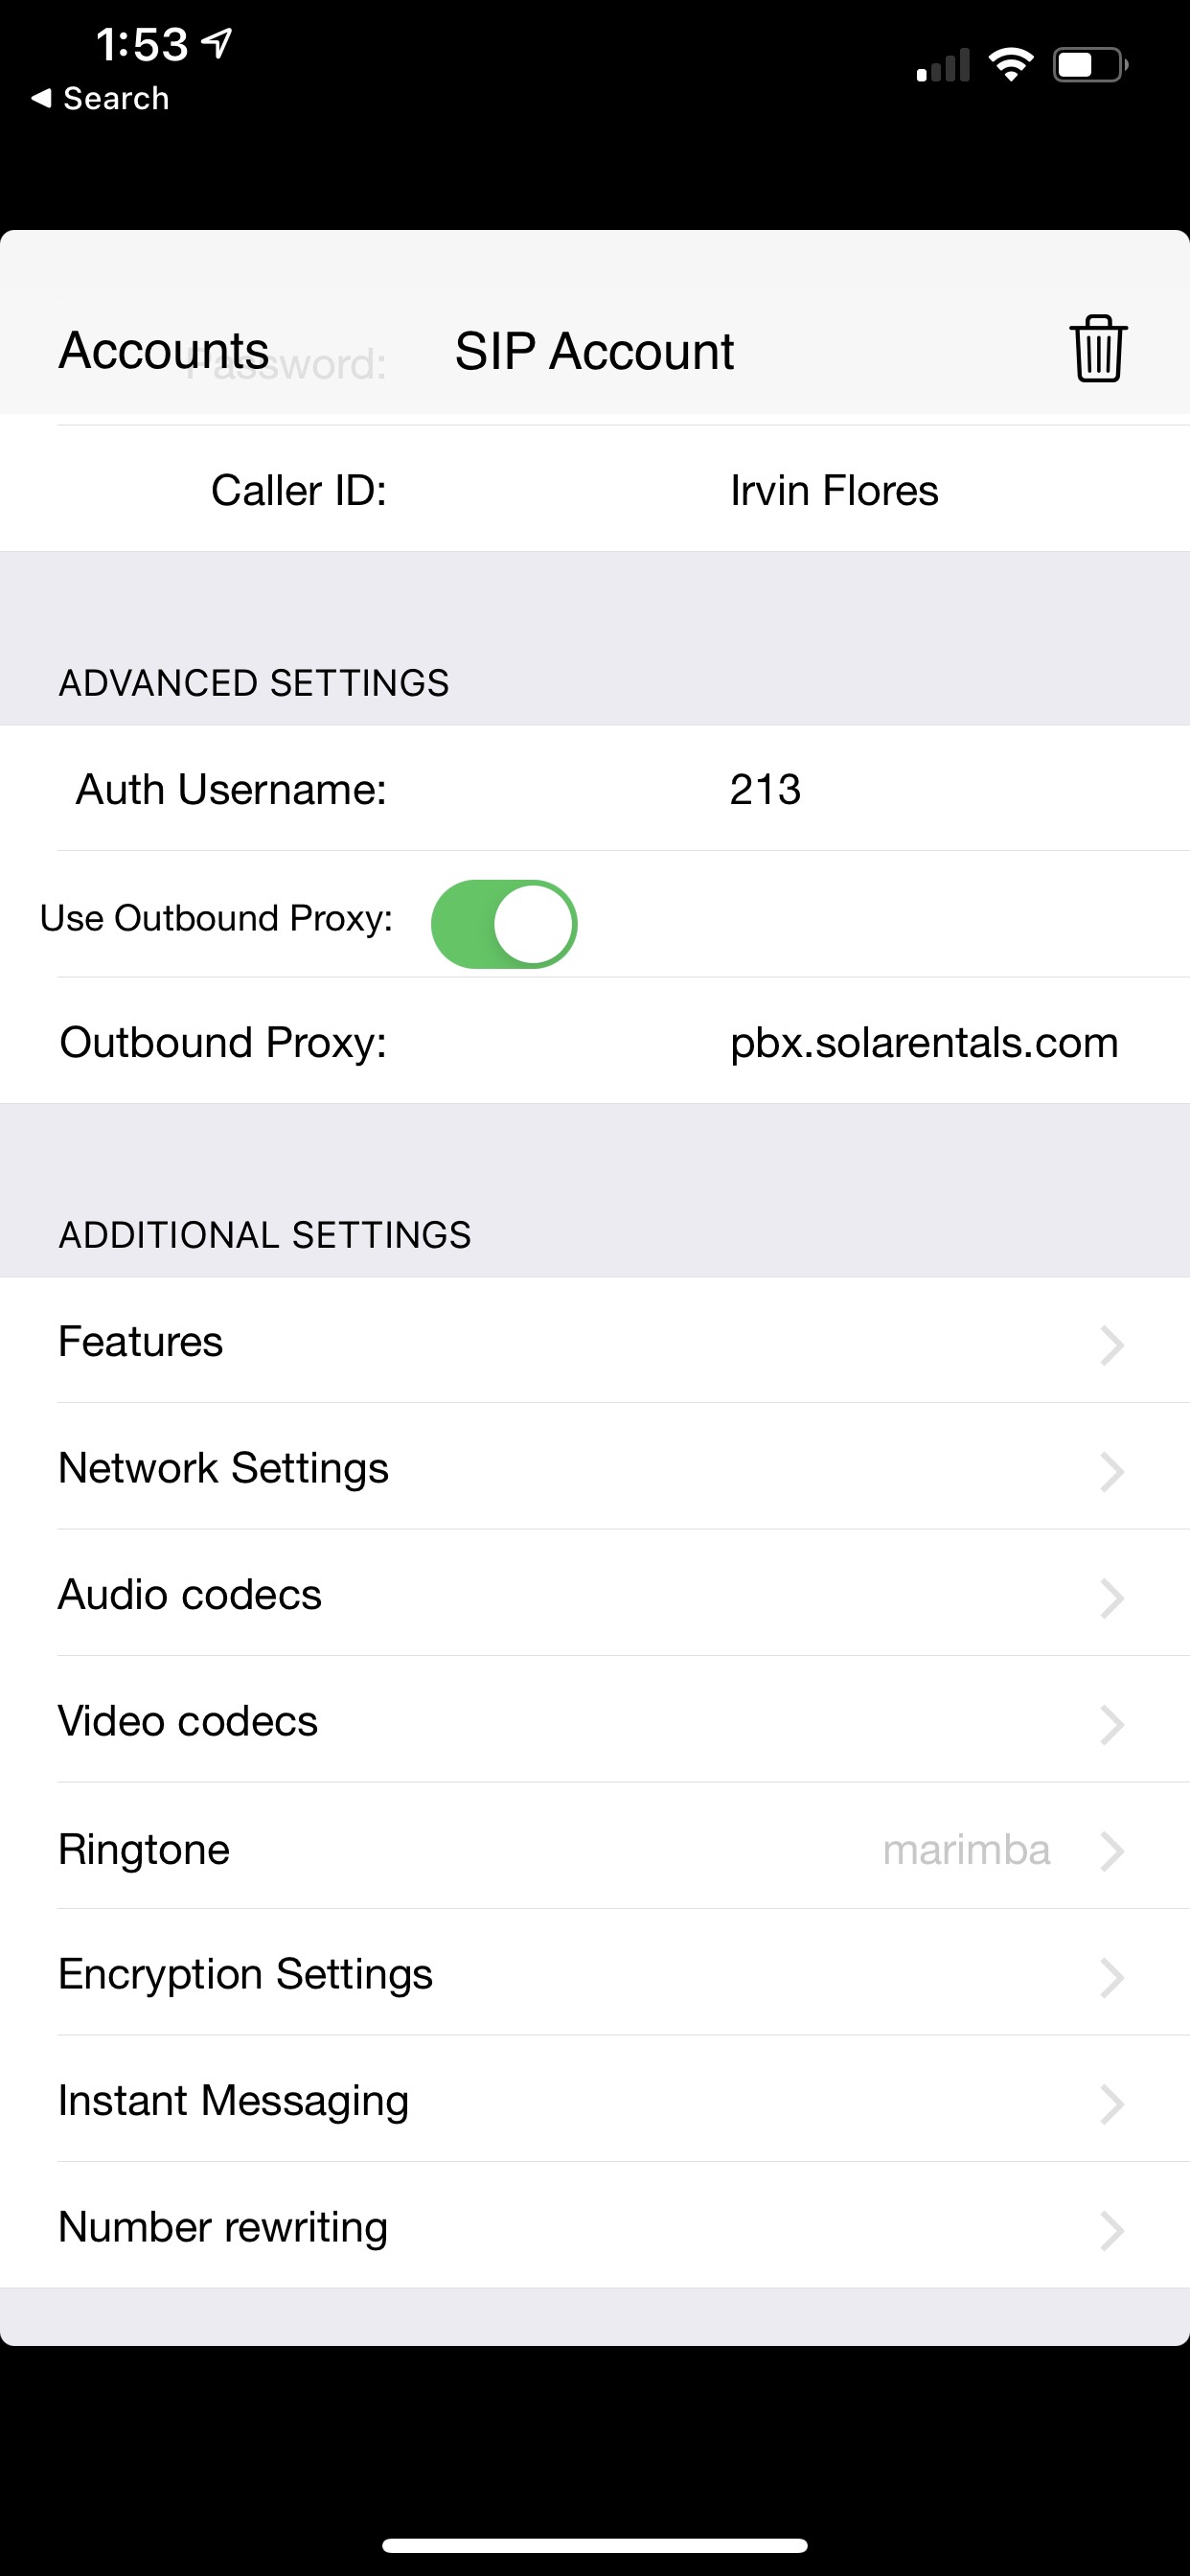 1:53
Search
Accounts SIP Account
Password:
Caller ID: Irvin Flores
ADVANCED SETTINGS
Auth Username: 213
Use Outbound Proxy:
Outbound Proxy: pbx.solarentals.com
ADDITIONAL SETTINGS
Features
Network Settings
Audio codecs
Video codecs
Ringtone marimba
Encryption Settings
Instant Messaging
Number rewriting